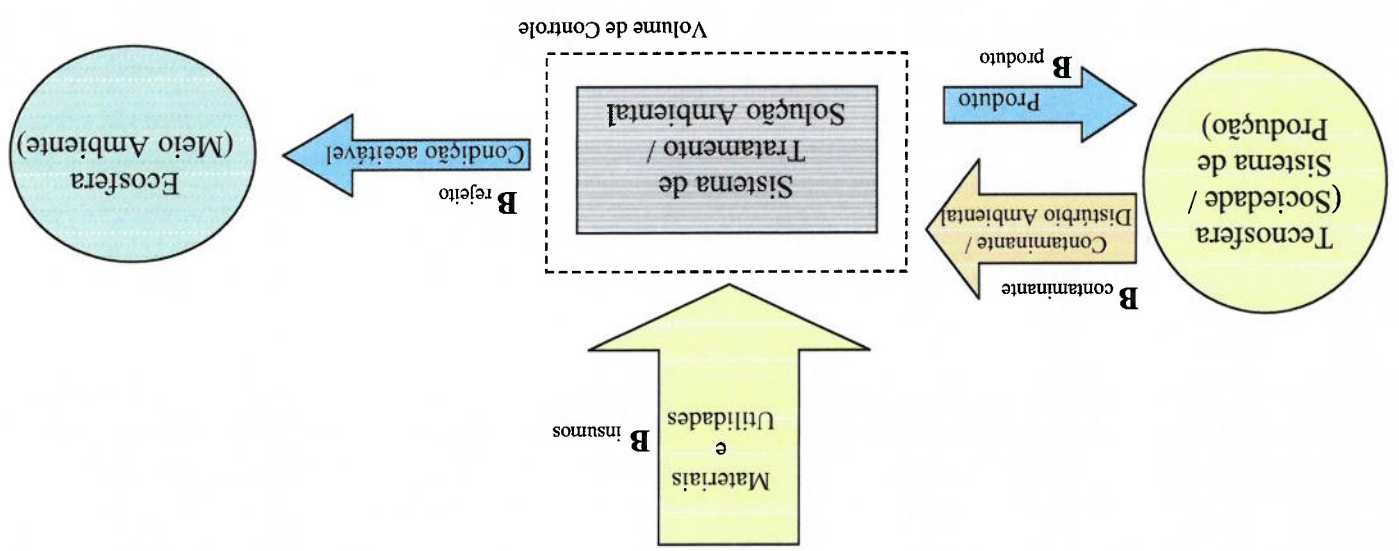 Materiais
e
Utilidades
B insumos
Tecnosfera
(Sociedade /
Sistema de
Produção)
B contaminante
Contaminante /
Distúrbio Ambiental
Produto
B produto
Sistema de
Tratamento /
Solução Ambiental
Volume de Controle
B rejeito
Condição aceitável
Ecosfera
(Meio Ambiente)